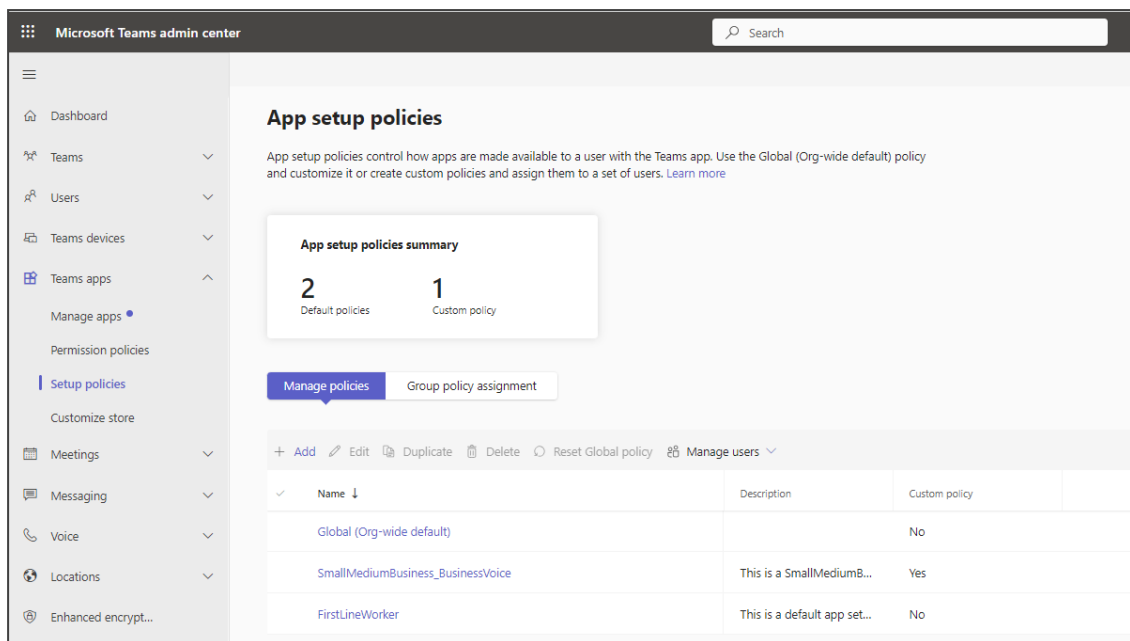 Microsoft Teams admin center
Search
Dashboard
Teams
Users
Teams devices
Teams apps
Manage apps
Permission policies
Setup policies
Customize store
Meetings
Messaging
Voice
Locations
Enhanced encrypt...
App setup policies
App setup policies control how apps are made available to a user with the Teams app. Use the Global (Org-wide default) policy
and customize it or create custom policies and assign them to a set of users. Learn more
App setup policies summary
2 1
Default policies Custom policy
Manage policies Group policy assignment
Add Edit Duplicate Delete Reset Global policy Manage users
Name Description Custom policy
Global (Org-wide default) No
SmallMediumBusiness_BusinessVoice This is a SmallMediumB... Yes
FirstLineWorker This is a default app set... No